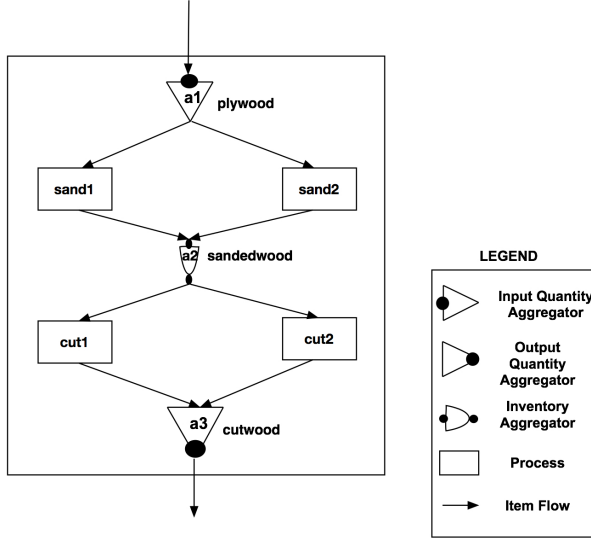 a1
plywood
sand1
sand2
a2
sandedwood
cut1
cut2
a3
cutwood
LEGEND
Input Quantity
Aggregator
Output
Quantity
Aggregator
Inventory
Aggregator
Process
Item Flow